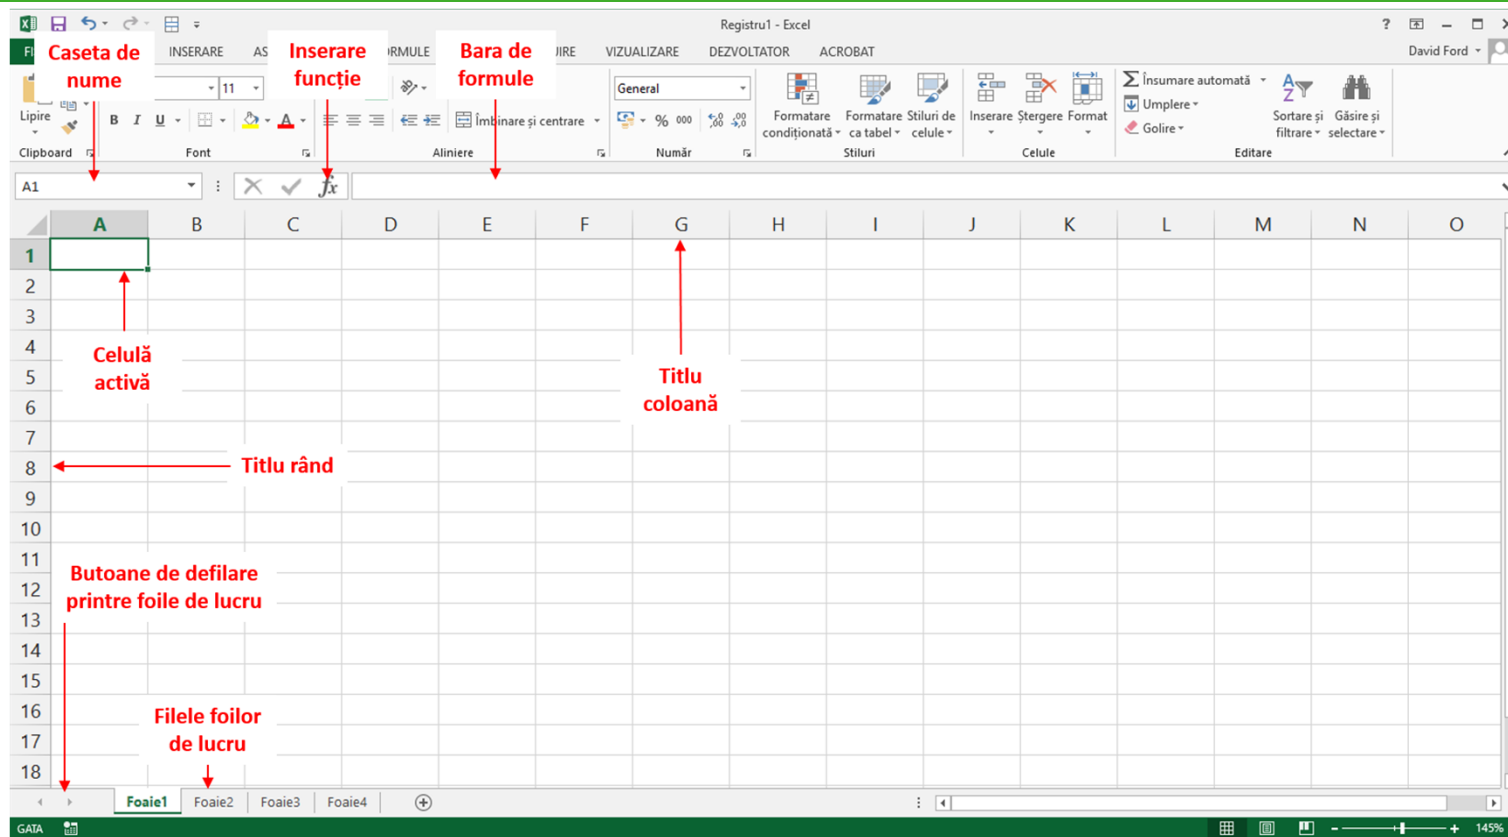 Registru1 - Excel
?
INSERARE
VIZUALIZARE
DEZVOLTATOR
ACROBAT
David Ford
Caseta de
nume
Inserare
funcție
Bara de
formule
Lipire
11
B I U
A
Îmbinare și centrare
General
% 000
Formatare
condiționată
Formatare
ca tabel
Stiluri de
celule
Inserare
Ștergere
Format
Însumare automată
Umplere
Golire
Sortare și
filtrare
Găsire și
selectare
Clipboard
Font
Aliniere
Număr
Stiluri
Celule
Editare
A1
fx
A B C D E F G H I J K L M N O
1
2
3
4
5
6
7
8
9
10
11
12
13
14
15
16
17
18
Celulă
activă
Titlu
coloană
Titlu rând
Butoane de defilare
printre foile de lucru
Filele foilor
de lucru
Foaie1 Foaie2 Foaie3 Foaie4
GATA
145%